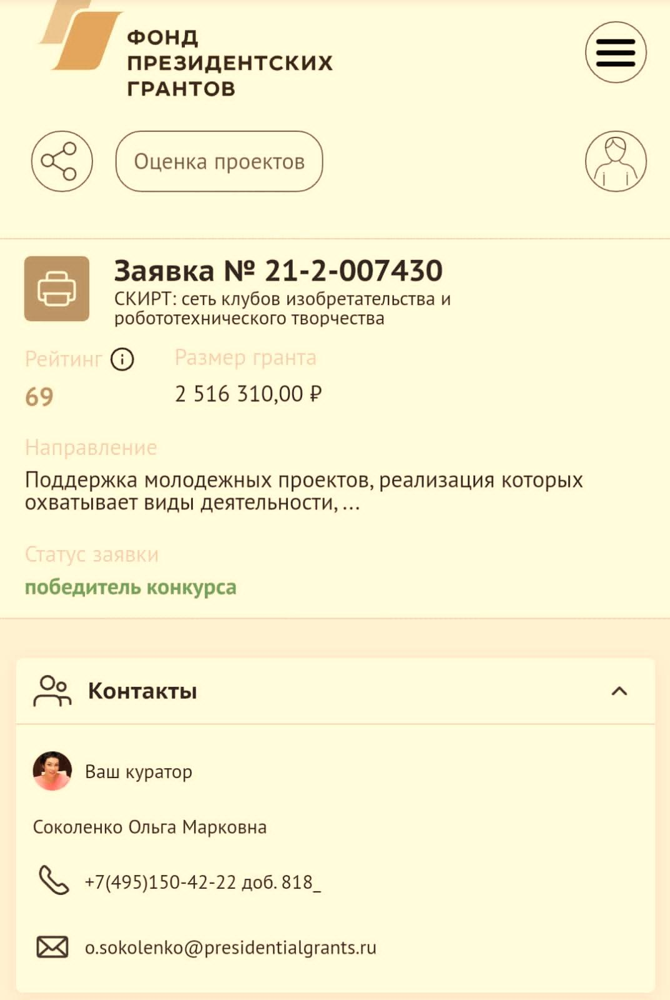 ФОНД
ПРЕЗИДЕНТСКИХ
ГРАНТОВ
Оценка проектов
Заявка № 21-2-007430
СКИРТ: сеть клубов изобретательства и
робототехнического творчества
Рейтинг
Размер гранта
69
2 516 310,00 ₽
Направление
Поддержка молодежных проектов, реализация которых
охватывает виды деятельности, ...
Статус заявки
победитель конкурса
Контакты
Ваш куратор
Соколенко Ольга Марковна
+7(495)150-42-22 доб. 818_
o.sokolenko@presidentialgrants.ru